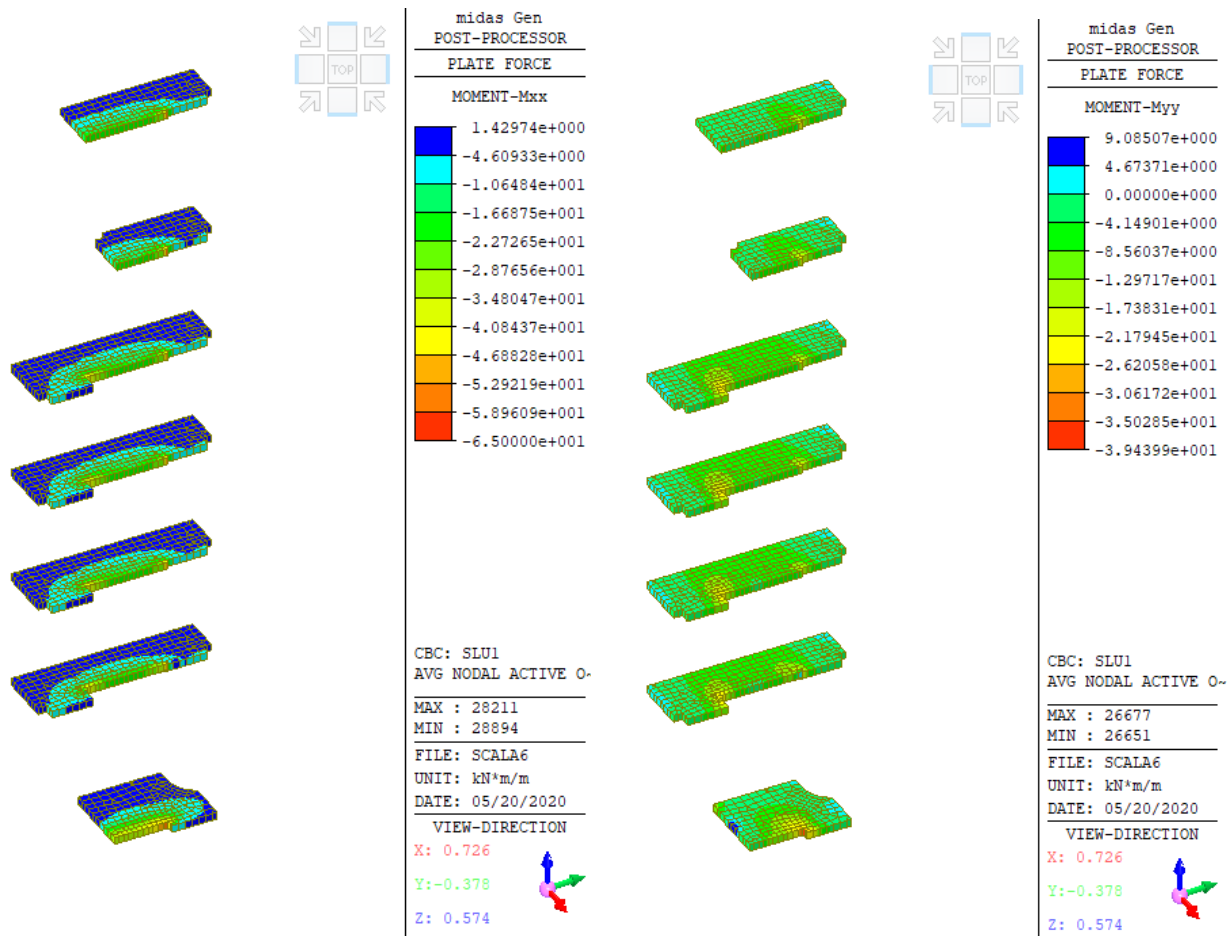 midas Gen
POST-PROCESSOR
PLATE FORCE
MOMENT-Mxx
1.42974e+000
-4.60933e+000
-1.06484e+001
-1.66875e+001
-2.27265e+001
-2.87656e+001
-3.48047e+001
-4.08437e+001
-4.68828e+001
-5.29219e+001
-5.89609e+001
-6.50000e+001
CBC: SLU1
AVG NODAL ACTIVE O~
MAX : 28211
MIN : 28894
FILE: SCALA6
UNIT: kN*m/m
DATE: 05/20/2020
VIEW-DIRECTION
X: 0.726
Y:-0.378
Z: 0.574
TOP
midas Gen
POST-PROCESSOR
PLATE FORCE
MOMENT-Myy
9.08507e+000
4.67371e+000
0.00000e+000
-4.14901e+000
-8.56037e+000
-1.29717e+001
-1.73831e+001
-2.17945e+001
-2.62058e+001
-3.06172e+001
-3.50285e+001
-3.94399e+001
CBC: SLU1
AVG NODAL ACTIVE O~
MAX : 26677
MIN : 26651
FILE: SCALA6
UNIT: kN*m/m
DATE: 05/20/2020
VIEW-DIRECTION
X: 0.726
Y:-0.378
Z: 0.574
TOP